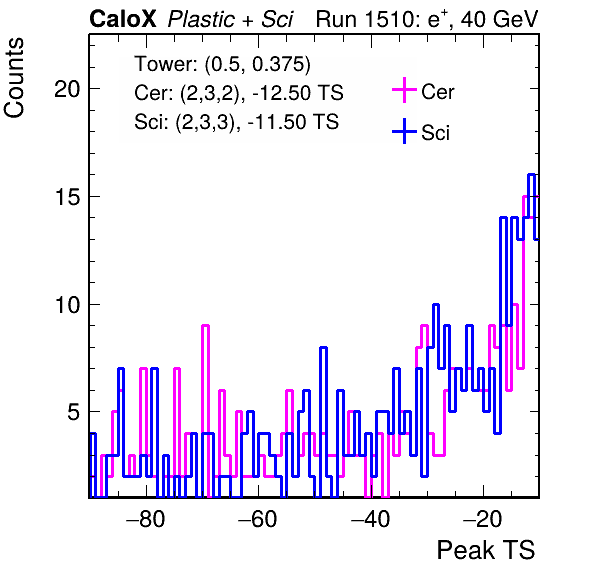 CaloX Plastic + Sci Run 1510: e+, 40 GeV
Tower: (0.5, 0.375)
Cer: (2,3,2), -12.50 TS
Sci: (2,3,3), -11.50 TS
Cer
Sci
Counts
20
15
10
5
−80 −60 −40 −20
Peak TS